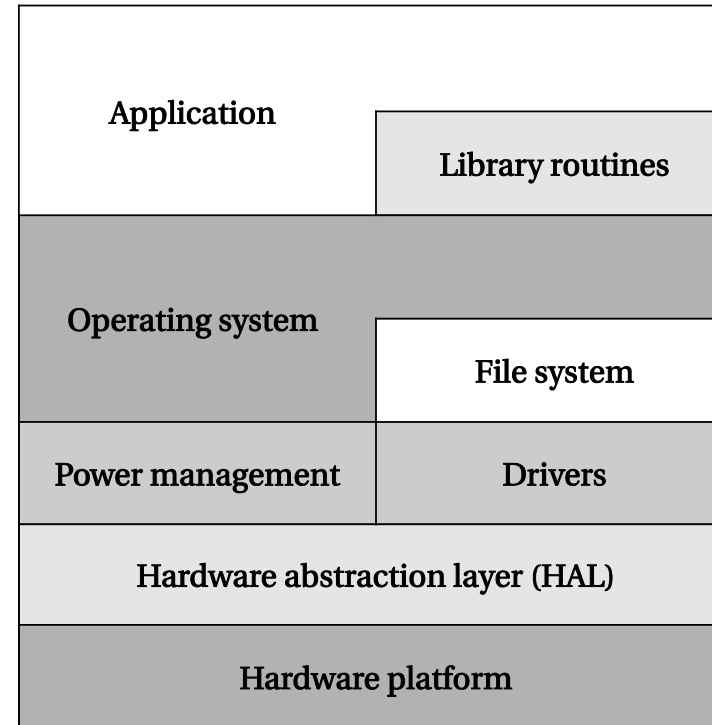 Application
Library routines
Operating system
File system
Power management
Drivers
Hardware abstraction layer (HAL)
Hardware platform